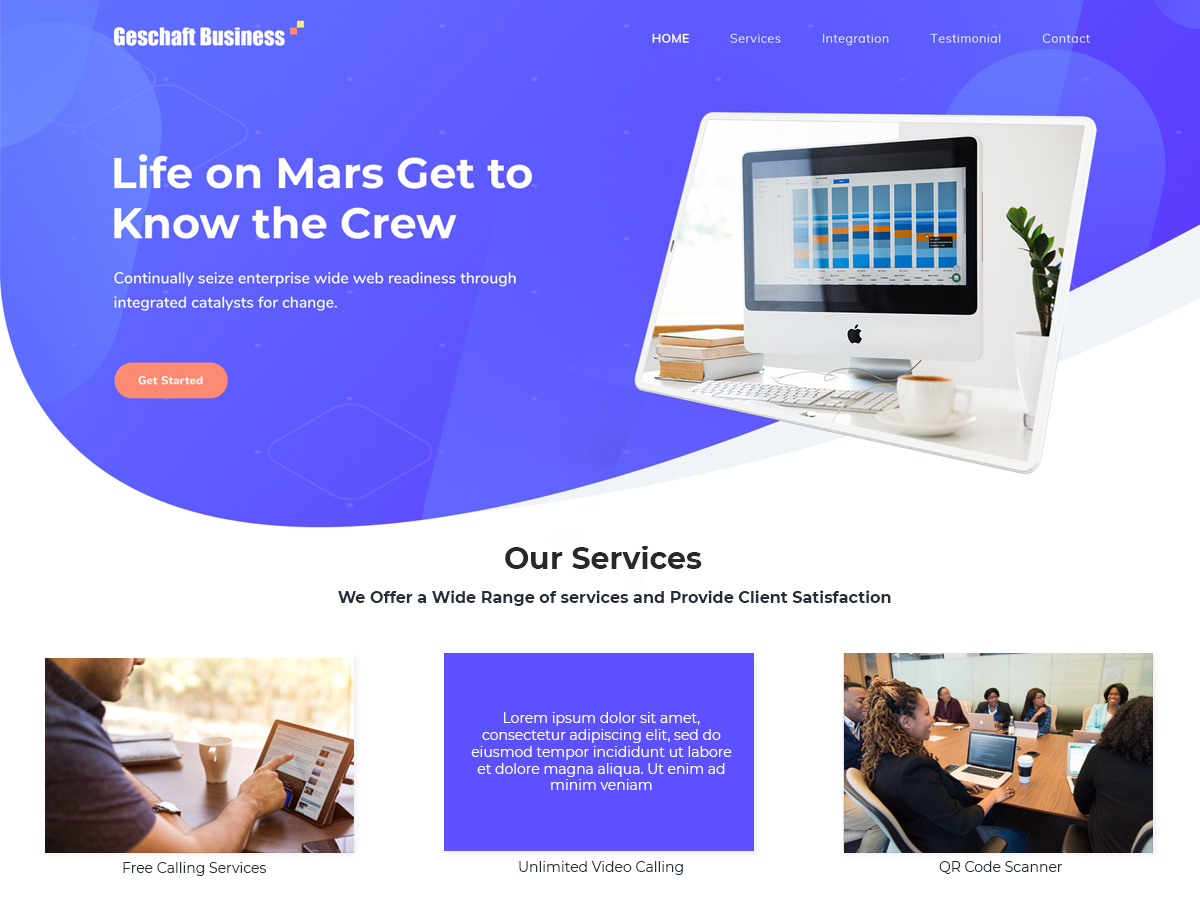 Geschaft Business
HOME Services Integration Testimonial Contact
Life on Mars Get to
Know the Crew
Continually seize enterprise wide web readiness through
integrated catalysts for change.
Get Started
Our Services
We Offer a Wide Range of services and Provide Client Satisfaction
Lorem ipsum dolor sit amet,
consectetur adipiscing elit, sed do
eiusmod tempor incididunt ut labore
et dolore magna aliqua. Ut enim ad
minim veniam
Free Calling Services
Unlimited Video Calling
QR Code Scanner